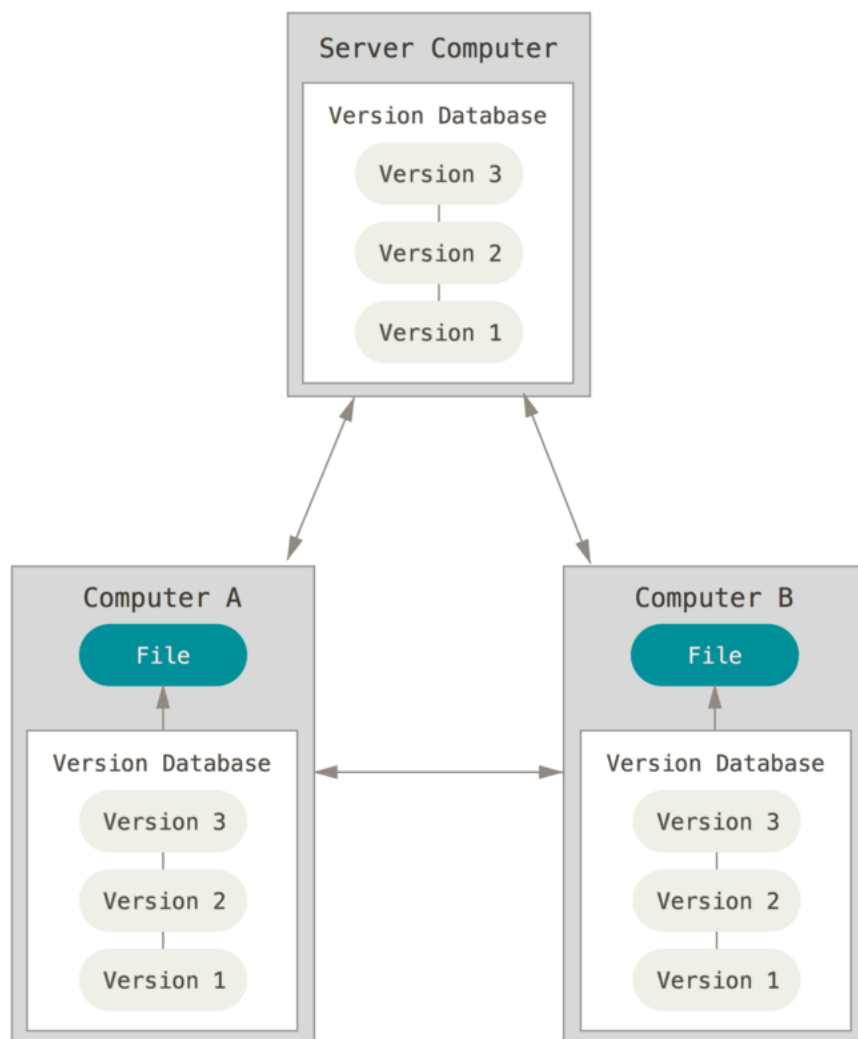 Server Computer
Version Database
Version 3
Version 2
Version 1
Computer A
File
Version Database
Version 3
Version 2
Version 1
Computer B
File
Version Database
Version 3
Version 2
Version 1